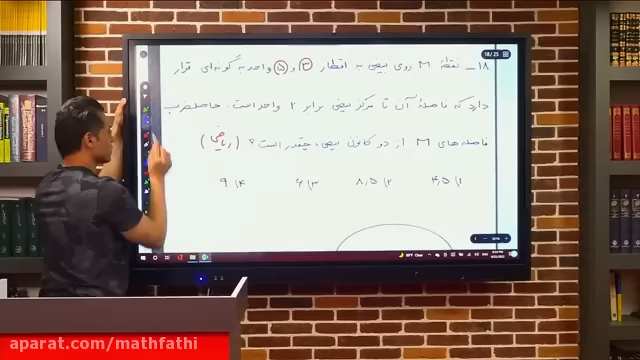 18/25
۱۸_ نقطهٔ M روی بیضی به اقطار ۳ و ۵ واحد به گونه‌ای قرار
دارد که فاصلهٔ آن تا مرکز بیضی برابر ۲ واحد است. حاصلضرب
فاصله های M از دو کانون بیضی، چقدر است؟ (ریاضی)
۴٫۵ (۱ ۸٫۵ (۲ ۶ (۳ ۹ (۴
aparat.com/mathfathi